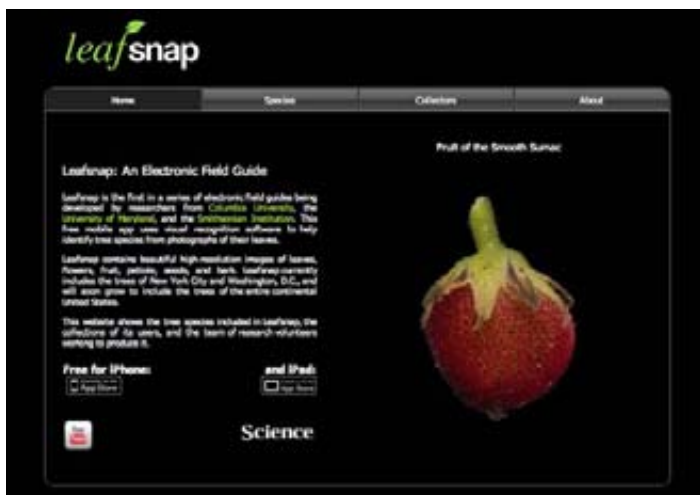 leafsnap
Home Species Collectors About
Fruit of the Smooth Sumac
Leafsnap: An Electronic Field Guide
Leafsnap is the first in a series of electronic field guides being
developed by researchers from Columbia University, the
University of Maryland, and the Smithsonian Institution. This
free mobile app uses visual recognition software to help
identify tree species from photographs of their leaves.
Leafsnap contains beautiful high-resolution images of leaves,
flowers, fruit, petiole, seeds, and bark. Leafsnap currently
includes the trees of New York City and Washington, D.C., and
will soon grow to include the trees of the entire continental
United States.
This website shows the tree species included in Leafsnap, the
collections of its users, and the team of research volunteers
working to produce it.
Free for iPhone: and iPad:
App Store App Store
You Tube
Science